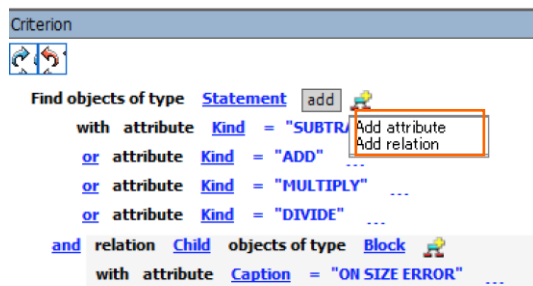 Criterion
Find objects of type Statement add
with attribute Kind = "SUBTRA
Add attribute
Add relation
or attribute Kind = "ADD" ...
or attribute Kind = "MULTIPLY" ...
or attribute Kind = "DIVIDE" ...
and relation Child objects of type Block
with attribute Caption = "ON SIZE ERROR" ...